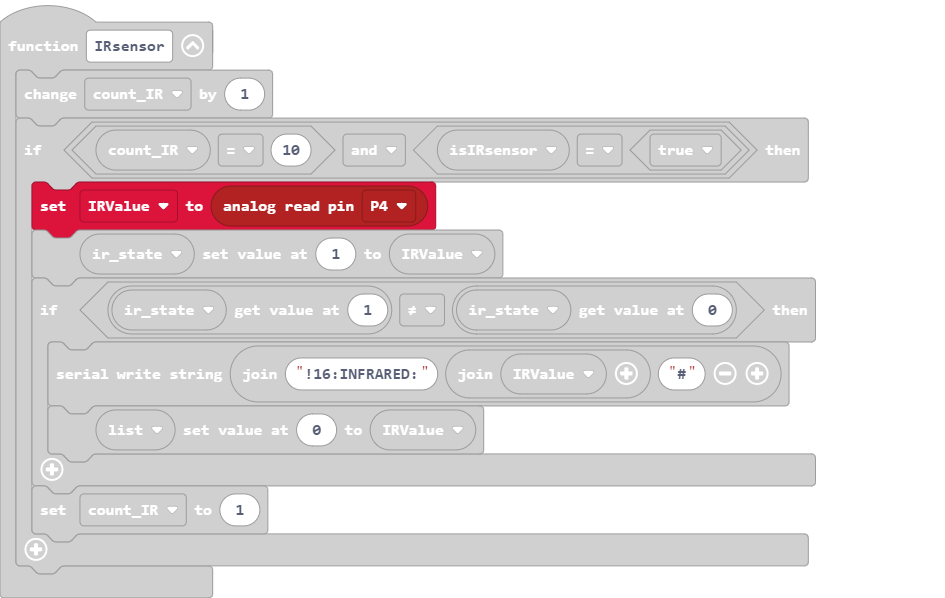 function IRsensor
change count_IR by 1
if count_IR = 10 and isIRsensor = true then
set IRValue to analog read pin P4
ir_state set value at 1 to IRValue
if ir_state get value at 1 ≠ ir_state get value at 0 then
serial write string join "!16:INFRARED:" join IRValue "#"
list set value at 0 to IRValue
set count_IR to 1